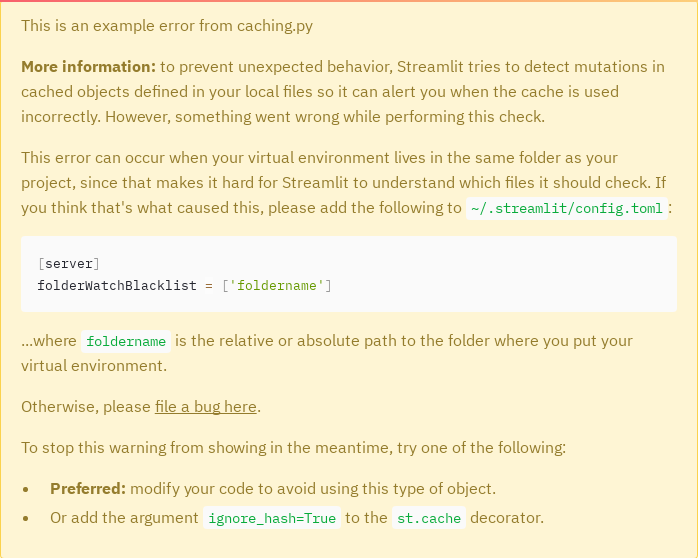 This is an example error from caching.py
More information: to prevent unexpected behavior, Streamlit tries to detect mutations in
cached objects defined in your local files so it can alert you when the cache is used
incorrectly. However, something went wrong while performing this check.
This error can occur when your virtual environment lives in the same folder as your
project, since that makes it hard for Streamlit to understand which files it should check. If
you think that's what caused this, please add the following to ~/.streamlit/config.toml:
[server]
folderWatchBlacklist = ['foldername']
...where foldername is the relative or absolute path to the folder where you put your
virtual environment.
Otherwise, please file a bug here.
To stop this warning from showing in the meantime, try one of the following:
• Preferred: modify your code to avoid using this type of object.
• Or add the argument ignore_hash=True to the st.cache decorator.